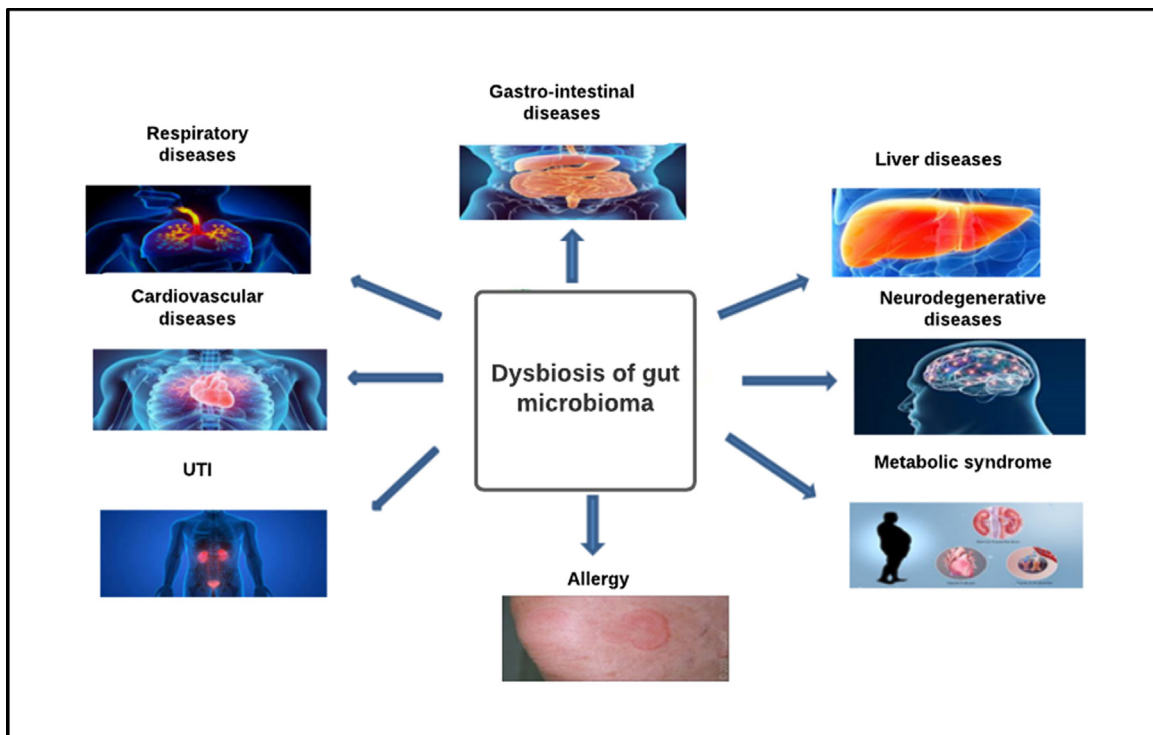 Gastro-intestinal
diseases
Respiratory
diseases
Liver diseases
Cardiovascular
diseases
Neurodegenerative
diseases
Dysbiosis of gut
microbioma
UTI
Metabolic syndrome
Allergy